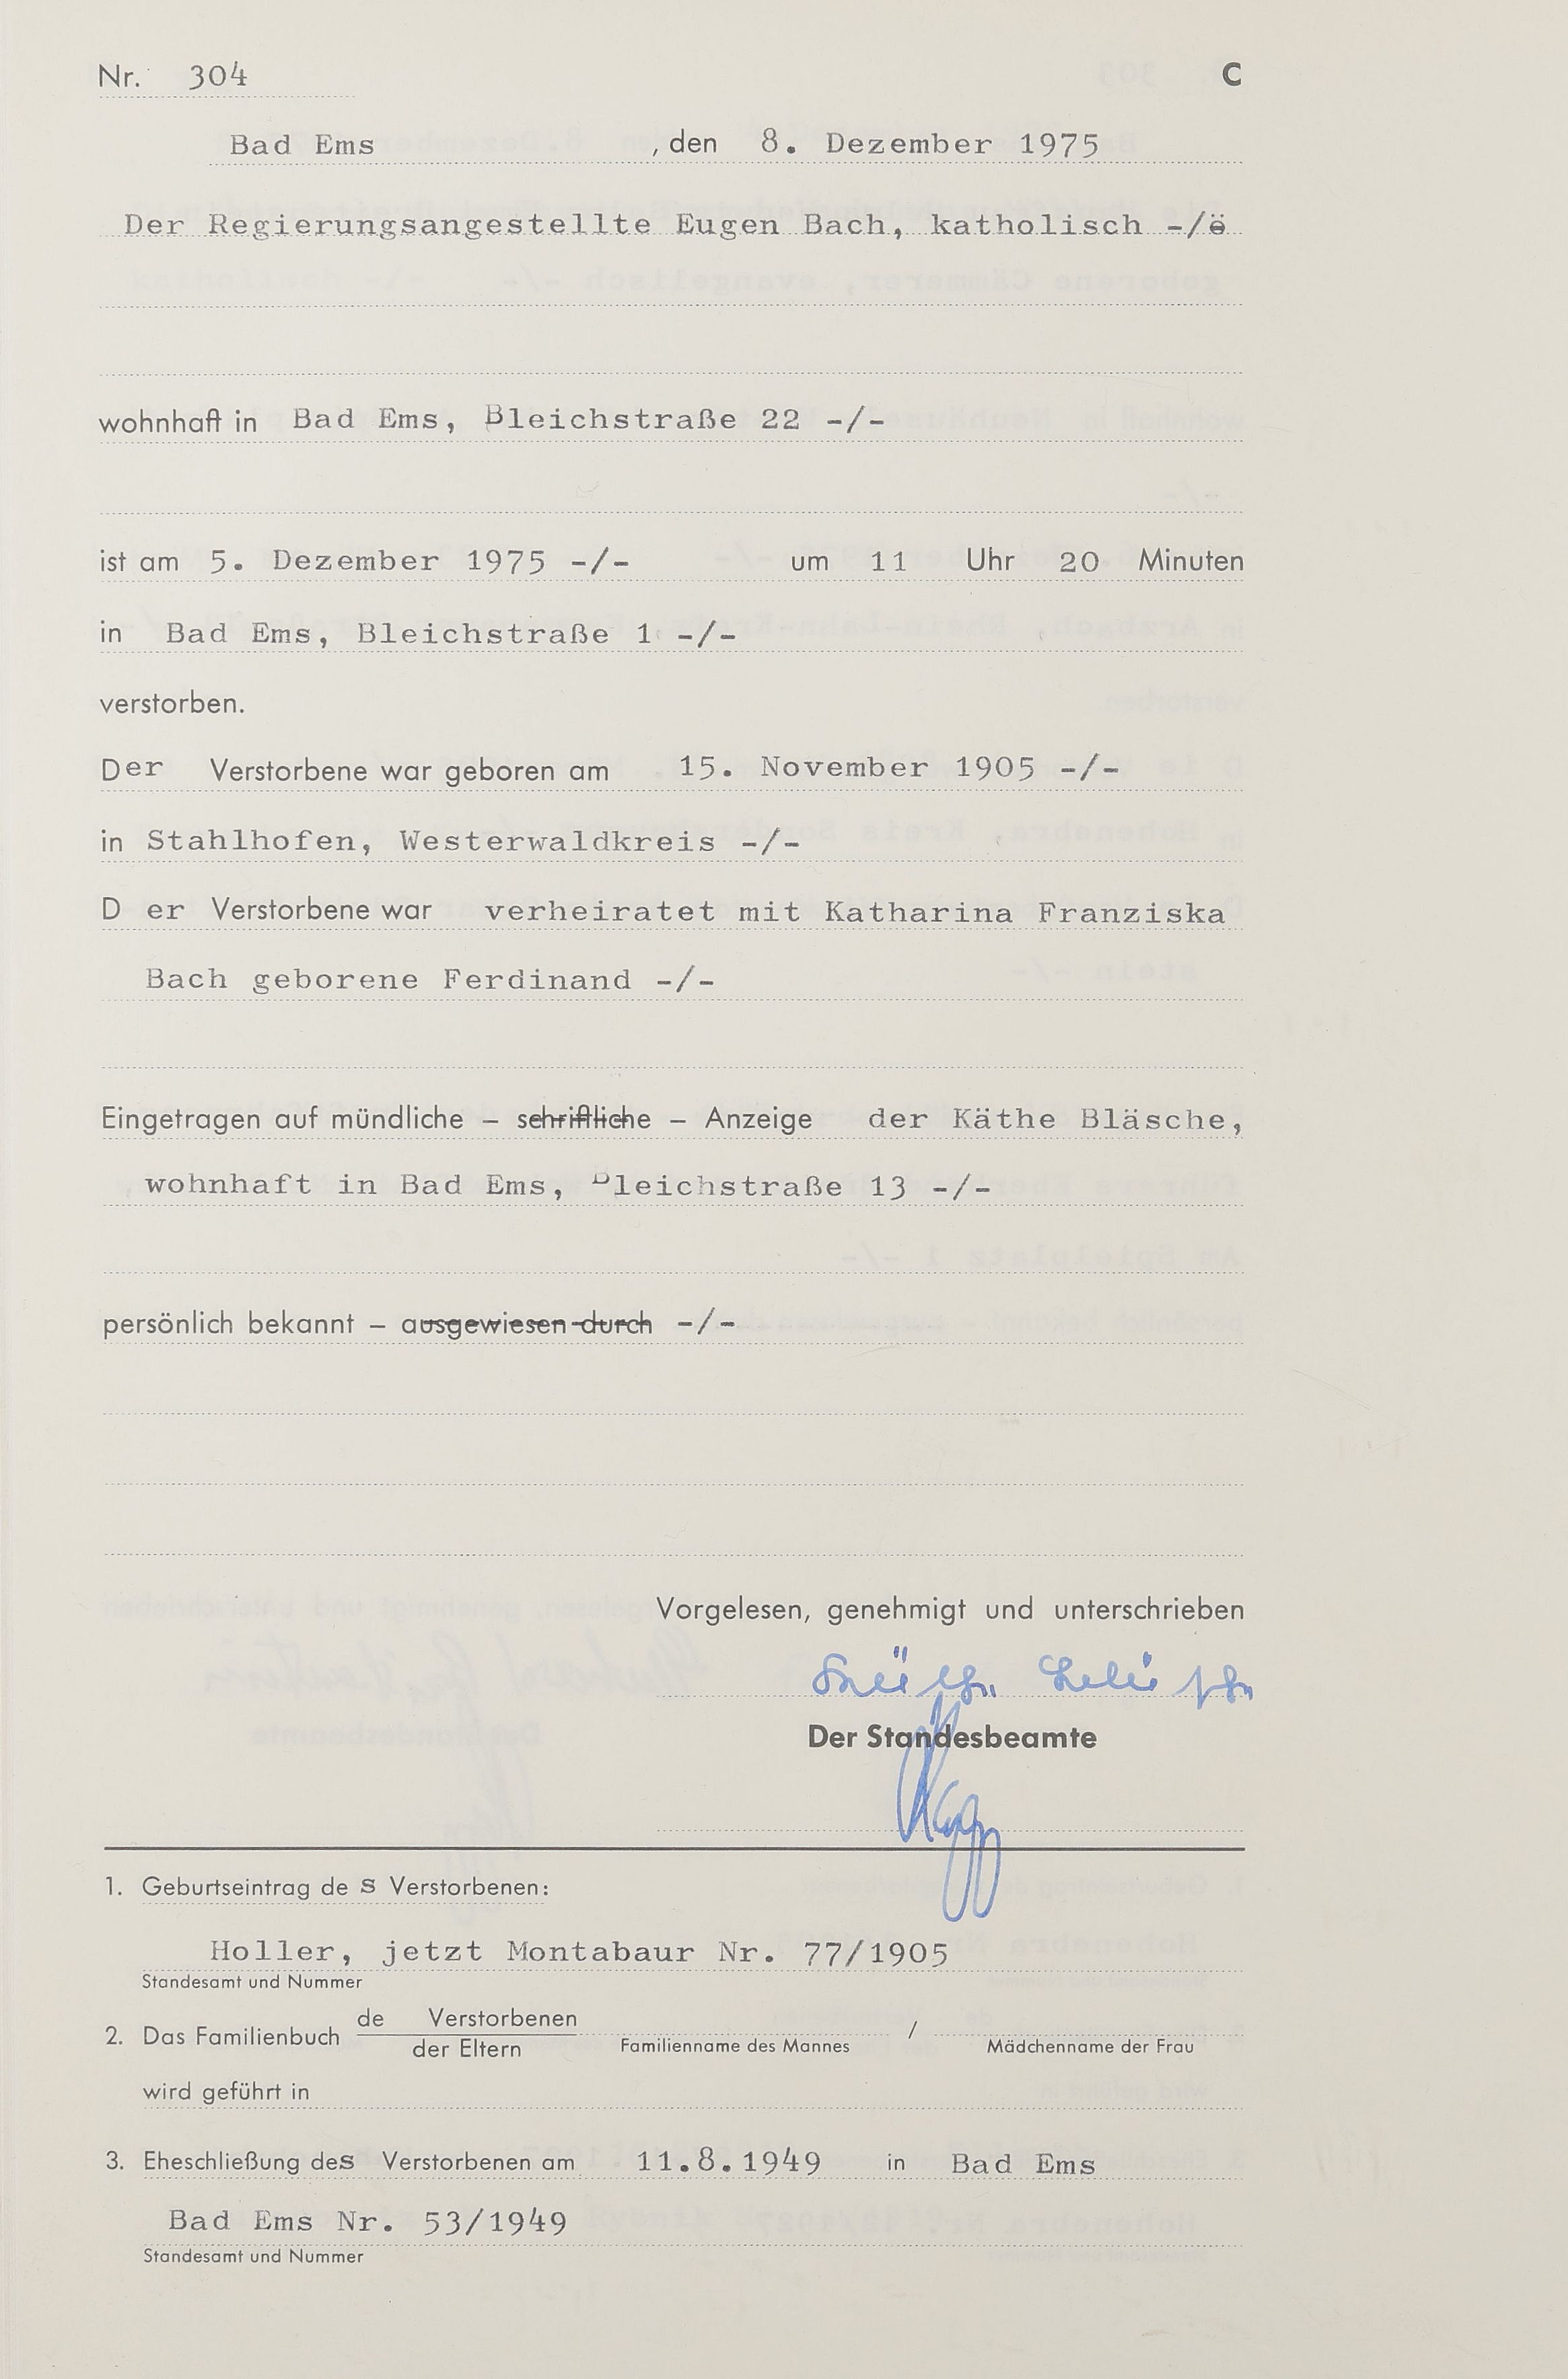 Nr. 304 C
Bad Ems , den 8. Dezember 1975
Der Regierungsangestellte Eugen Bach, katholisch -/-
wohnhaft in Bad Ems, Bleichstraße 22 -/-
ist am 5. Dezember 1975 -/- um 11 Uhr 20 Minuten
in Bad Ems, Bleichstraße 1 -/-
verstorben.
Der Verstorbene war geboren am 15. November 1905 -/-
in Stahlhofen, Westerwaldkreis -/-
D er Verstorbene war verheiratet mit Katharina Franziska
Bach geborene Ferdinand -/-
Eingetragen auf mündliche – schriftliche – Anzeige der Käthe Bläsche,
wohnhaft in Bad Ems, Bleichstraße 13 -/-
persönlich bekannt – ausgewiesen durch -/-
Vorgelesen, genehmigt und unterschrieben
Käthe Bläsche
Der Standesbeamte
1. Geburtseintrag de s Verstorbenen:
Holler, jetzt Montabaur Nr. 77/1905
Standesamt und Nummer
2. Das Familienbuch de Verstorbenen / der Eltern /
Familienname des Mannes Mädchenname der Frau
wird geführt in
3. Eheschließung des Verstorbenen am 11.8.1949 in Bad Ems
Bad Ems Nr. 53/1949
Standesamt und Nummer